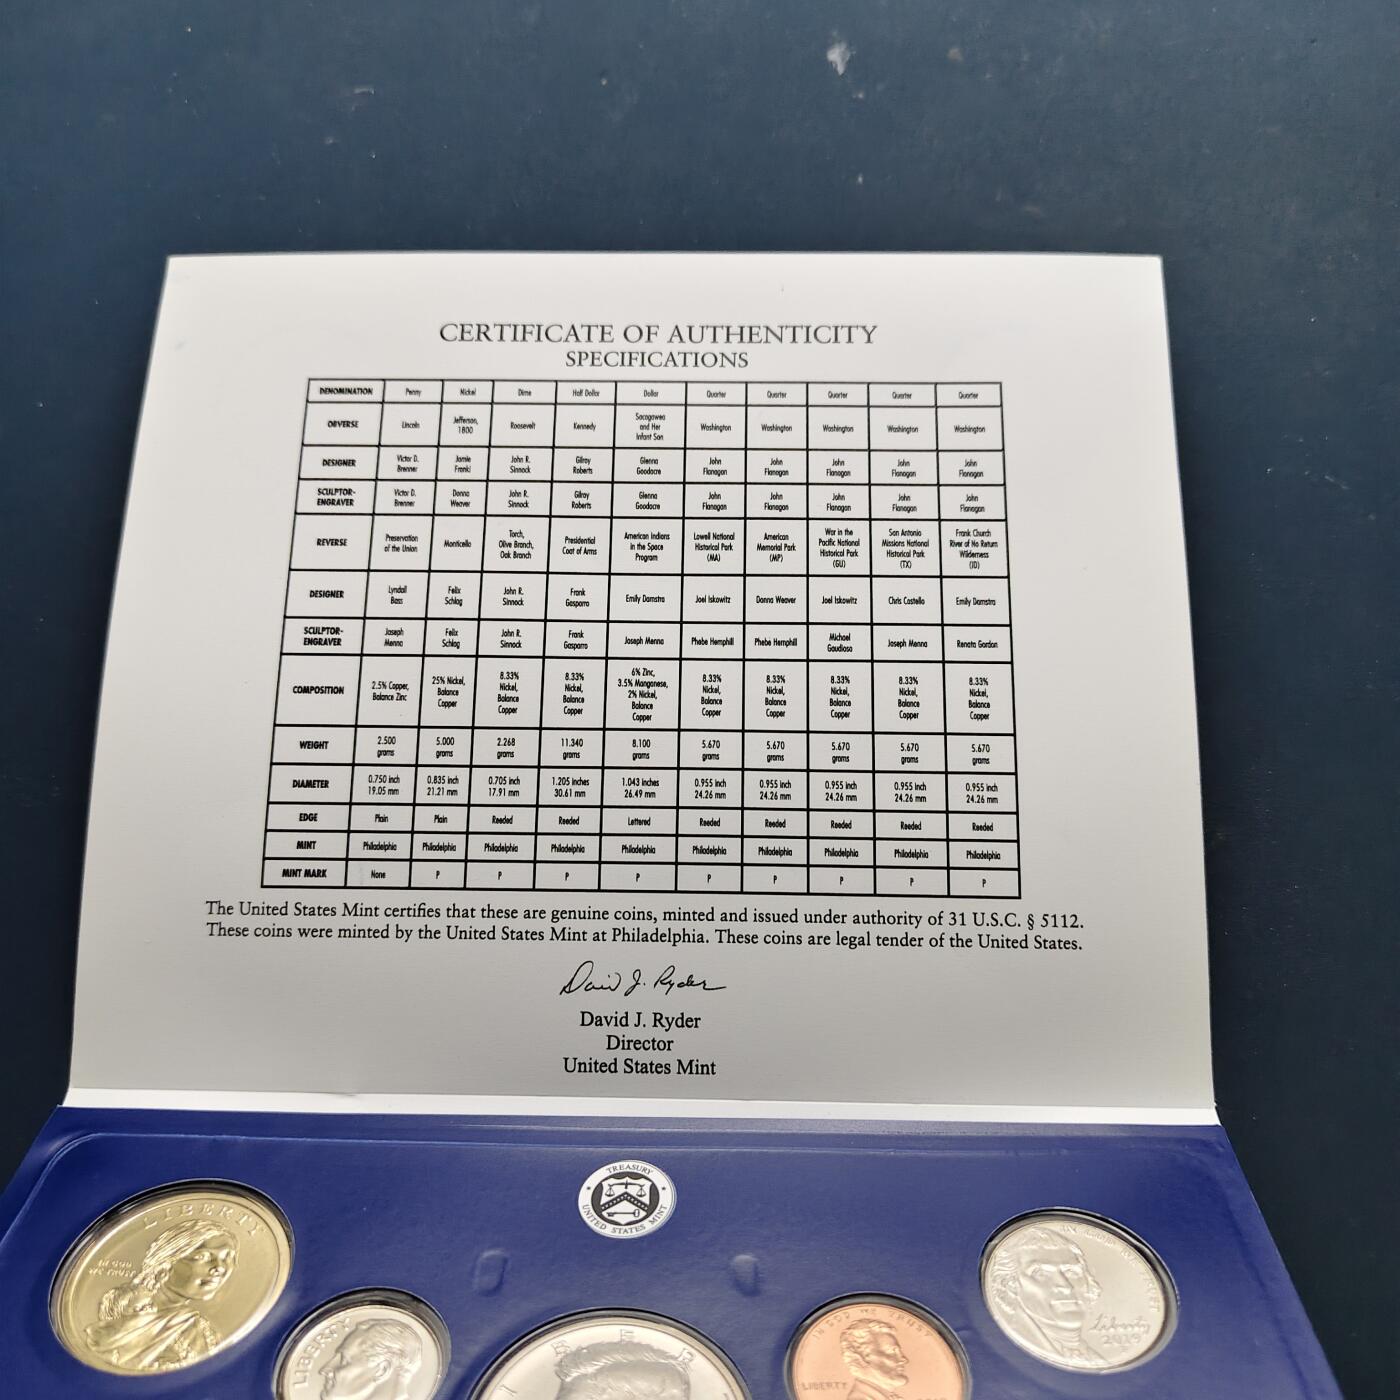 CERTIFICATE OF AUTHENTICITY
SPECIFICATIONS
DENOMINATION Penny Nickel Dime Half Dollar Dollar Quarter Quarter Quarter Quarter Quarter
OBVERSE Lincoln Jefferson, 1800 Roosevelt Kennedy Sacagawea and Her Infant Son Washington Washington Washington Washington Washington
DESIGNER Victor D. Brenner Jamie Franki John R. Sinnock Gilroy Roberts Glenna Goodacre John Flanagan John Flanagan John Flanagan John Flanagan John Flanagan
SCULPTOR-ENGRAVER Victor D. Brenner Donna Weaver John R. Sinnock Gilroy Roberts Glenna Goodacre John Flanagan John Flanagan John Flanagan John Flanagan John Flanagan
REVERSE Preservation of the Union Monticello Torch, Olive Branch, Oak Branch Presidential Coat of Arms American Indians in the Space Program Lowell National Historical Park (MA) American Memorial Park (MP) War in the Pacific National Historical Park (GU) San Antonio Missions National Historical Park (TX) Frank Church River of No Return Wilderness (ID)
DESIGNER Lyndall Bass Felix Schlag John R. Sinnock Frank Gasparro Emily Damstra Joel Iskowitz Donna Weaver Joel Iskowitz Chris Costello Emily Damstra
SCULPTOR-ENGRAVER Joseph Menna Felix Schlag John R. Sinnock Frank Gasparro Joseph Menna Phebe Hemphill Phebe Hemphill Michael Gaudioso Joseph Menna Renata Gordon
COMPOSITION 2.5% Copper, Balance Zinc 25% Nickel, Balance Copper 8.33% Nickel, Balance Copper 8.33% Nickel, Balance Copper 6% Zinc, 3.5% Manganese, 2% Nickel, Balance Copper 8.33% Nickel, Balance Copper 8.33% Nickel, Balance Copper 8.33% Nickel, Balance Copper 8.33% Nickel, Balance Copper 8.33% Nickel, Balance Copper
WEIGHT 2.500 grams 5.000 grams 2.268 grams 11.340 grams 8.100 grams 5.670 grams 5.670 grams 5.670 grams 5.670 grams 5.670 grams
DIAMETER 0.750 inch 19.05 mm 0.835 inch 21.21 mm 0.705 inch 17.91 mm 1.205 inches 30.61 mm 1.043 inches 26.49 mm 0.955 inch 24.26 mm 0.955 inch 24.26 mm 0.955 inch 24.26 mm 0.955 inch 24.26 mm 0.955 inch 24.26 mm
EDGE Plain Plain Reeded Reeded Lettered Reeded Reeded Reeded Reeded Reeded
MINT Philadelphia Philadelphia Philadelphia Philadelphia Philadelphia Philadelphia Philadelphia Philadelphia Philadelphia Philadelphia
MINT MARK None P P P P P P P P P
The United States Mint certifies that these are genuine coins, minted and issued under authority of 31 U.S.C. § 5112.
These coins were minted by the United States Mint at Philadelphia. These coins are legal tender of the United States.
David J. Ryder
David J. Ryder
Director
United States Mint
TREASURY
UNITED STATES MINT
LIBERTY
IN GOD
WE TRUST
LIBERTY
IN GOD WE TRUST
LIBERTY
IN GOD WE TRUST
Liberty
2019